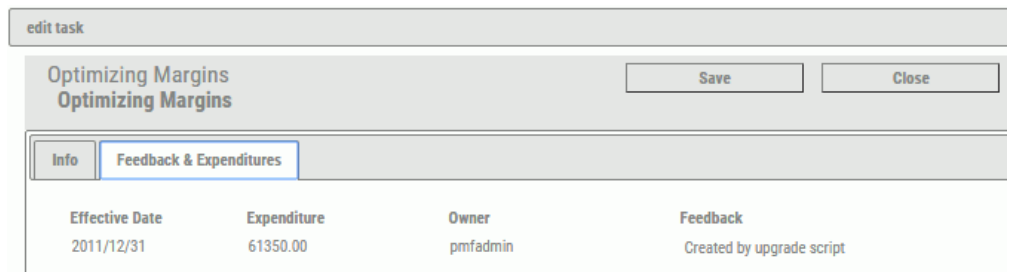 edit task
Optimizing Margins
Optimizing Margins
Save Close
Info Feedback & Expenditures
Effective Date Expenditure Owner Feedback
2011/12/31 61350.00 pmfadmin Created by upgrade script